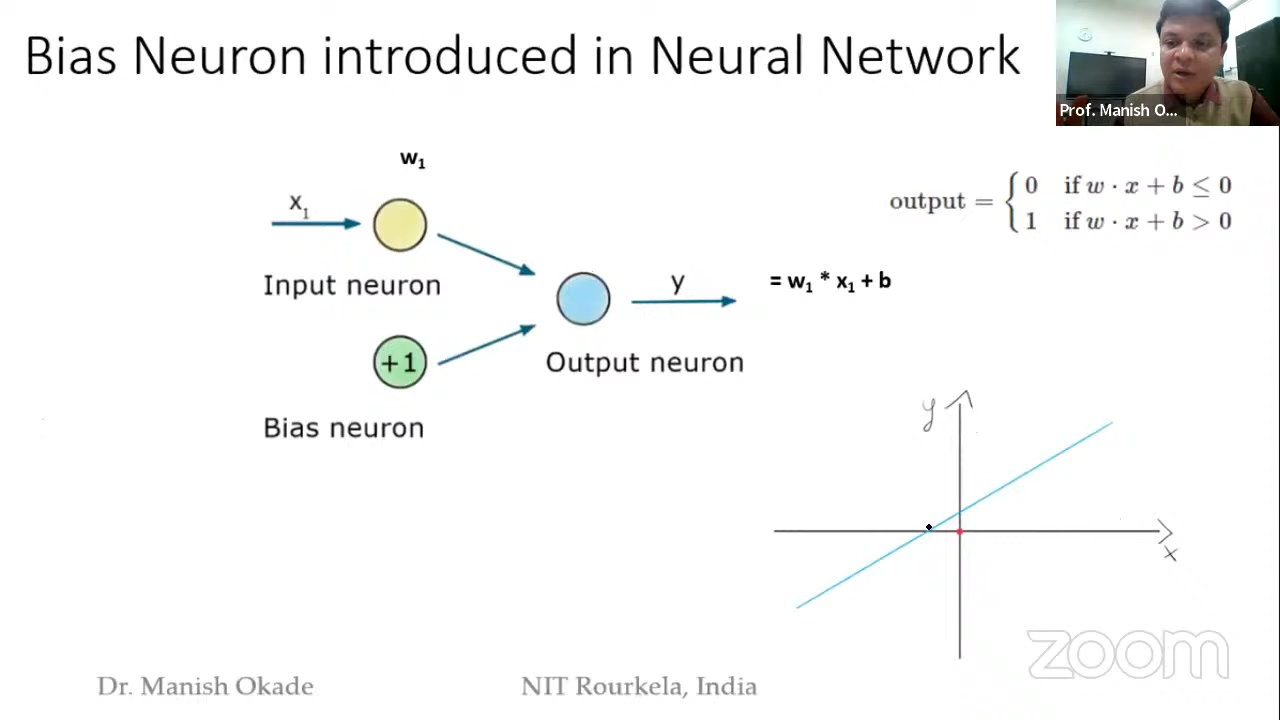 Bias Neuron introduced in Neural Network
Prof. Manish O...
w₁
x₁
Input neuron
+1
Bias neuron
y
Output neuron
= w₁ * x₁ + b
output = { 0 if w · x + b ≤ 0
1 if w · x + b > 0
y
x
zoom
Dr. Manish Okade
NIT Rourkela, India